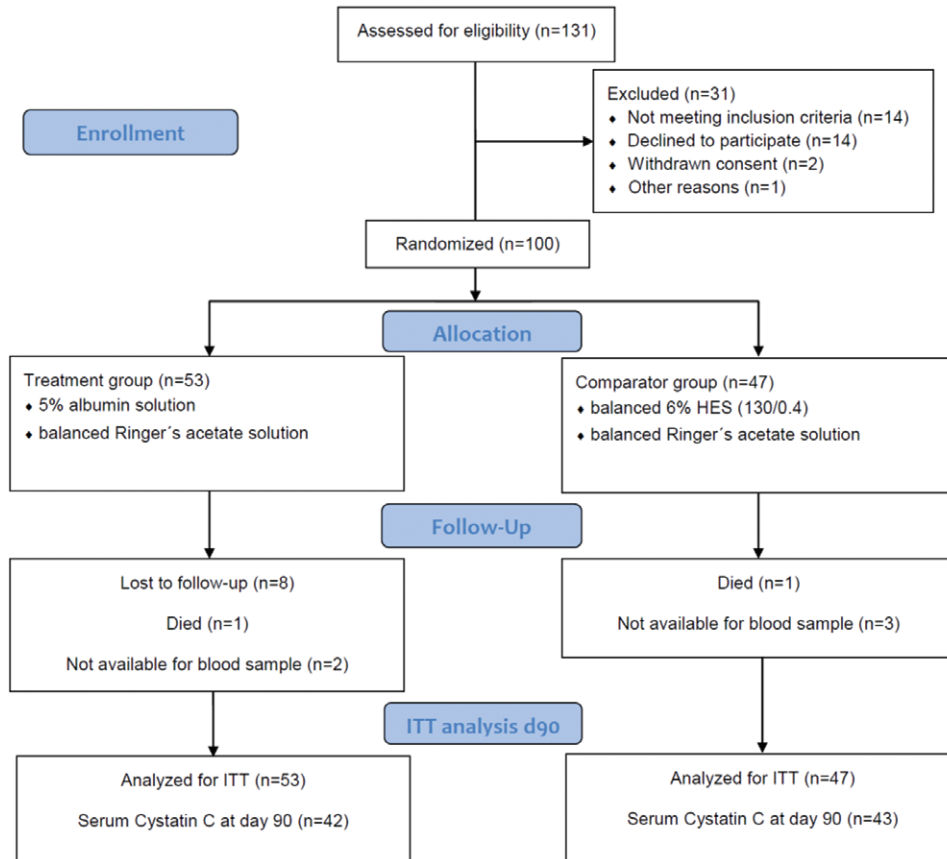 Assessed for eligibility (n=131)
Enrollment
Excluded (n=31)
♦ Not meeting inclusion criteria (n=14)
♦ Declined to participate (n=14)
♦ Withdrawn consent (n=2)
♦ Other reasons (n=1)
Randomized (n=100)
Allocation
Treatment group (n=53)
♦ 5% albumin solution
♦ balanced Ringer´s acetate solution
Comparator group (n=47)
♦ balanced 6% HES (130/0.4)
♦ balanced Ringer´s acetate solution
Follow-Up
Lost to follow-up (n=8)
Died (n=1)
Not available for blood sample (n=2)
Died (n=1)
Not available for blood sample (n=3)
ITT analysis d90
Analyzed for ITT (n=53)
Serum Cystatin C at day 90 (n=42)
Analyzed for ITT (n=47)
Serum Cystatin C at day 90 (n=43)